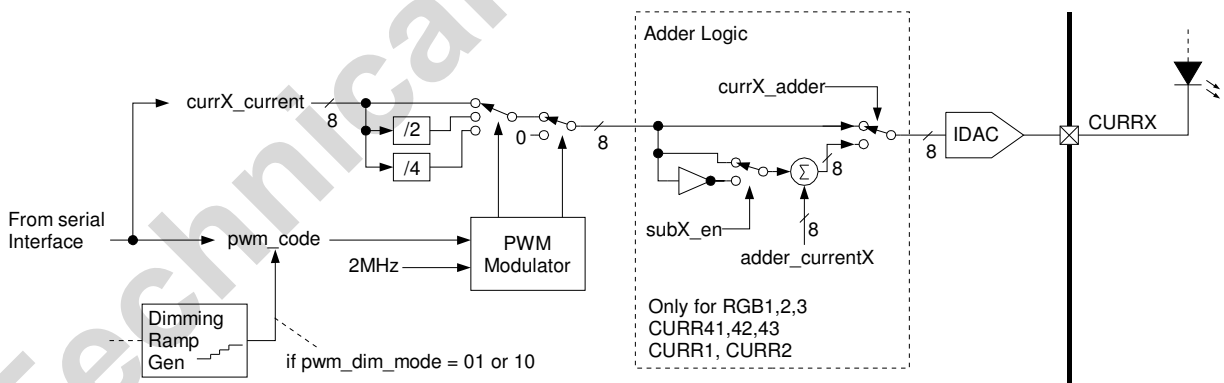 Technical
Adder Logic
currX_adder
currX_current
8
/2
/4
0
8
8
IDAC
CURRX
Σ
8
8
subX_en
adder_currentX
From serial
Interface
pwm_code
2MHz
PWM
Modulator
Only for RGB1,2,3
CURR41,42,43
CURR1, CURR2
Dimming
Ramp
Gen
if pwm_dim_mode = 01 or 10